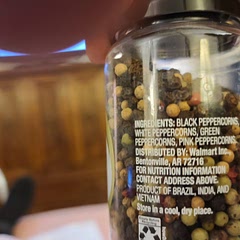 INGREDIENTS: BLACK PEPPERCORNS,
WHITE PEPPERCORNS, GREEN
PEPPERCORNS, PINK PEPPERCORNS.
DISTRIBUTED BY: Walmart Inc.,
Bentonville, AR 72716
FOR NUTRITION INFORMATION
CONTACT ADDRESS ABOVE.
PRODUCT OF BRAZIL, INDIA, AND
VIETNAM
Store in a cool, dry place.